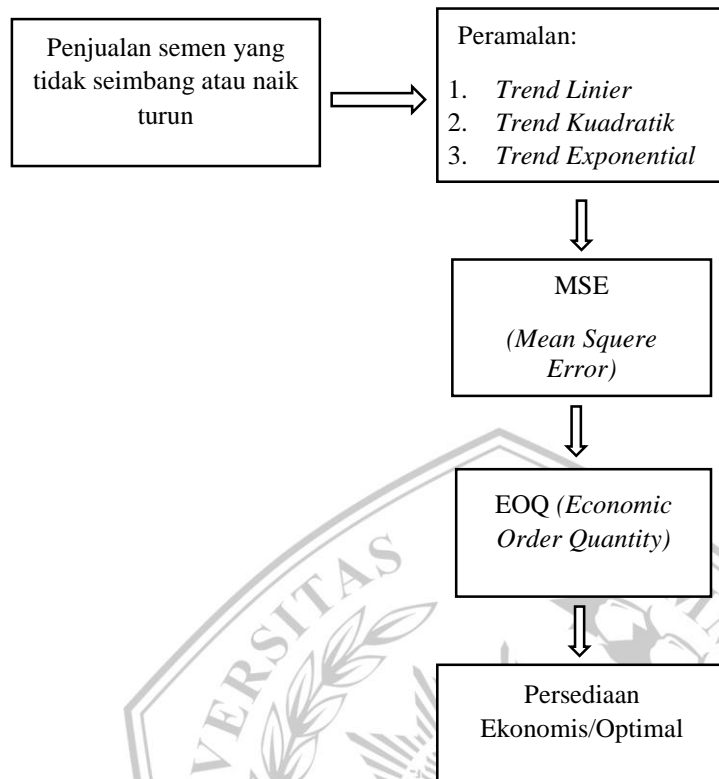 Penjualan semen yang
tidak seimbang atau naik
turun
Peramalan:
1. Trend Linier
2. Trend Kuadratik
3. Trend Exponential
MSE
(Mean Squere
Error)
EOQ (Economic
Order Quantity)
Persediaan
Ekonomis/Optimal
VERSITAS